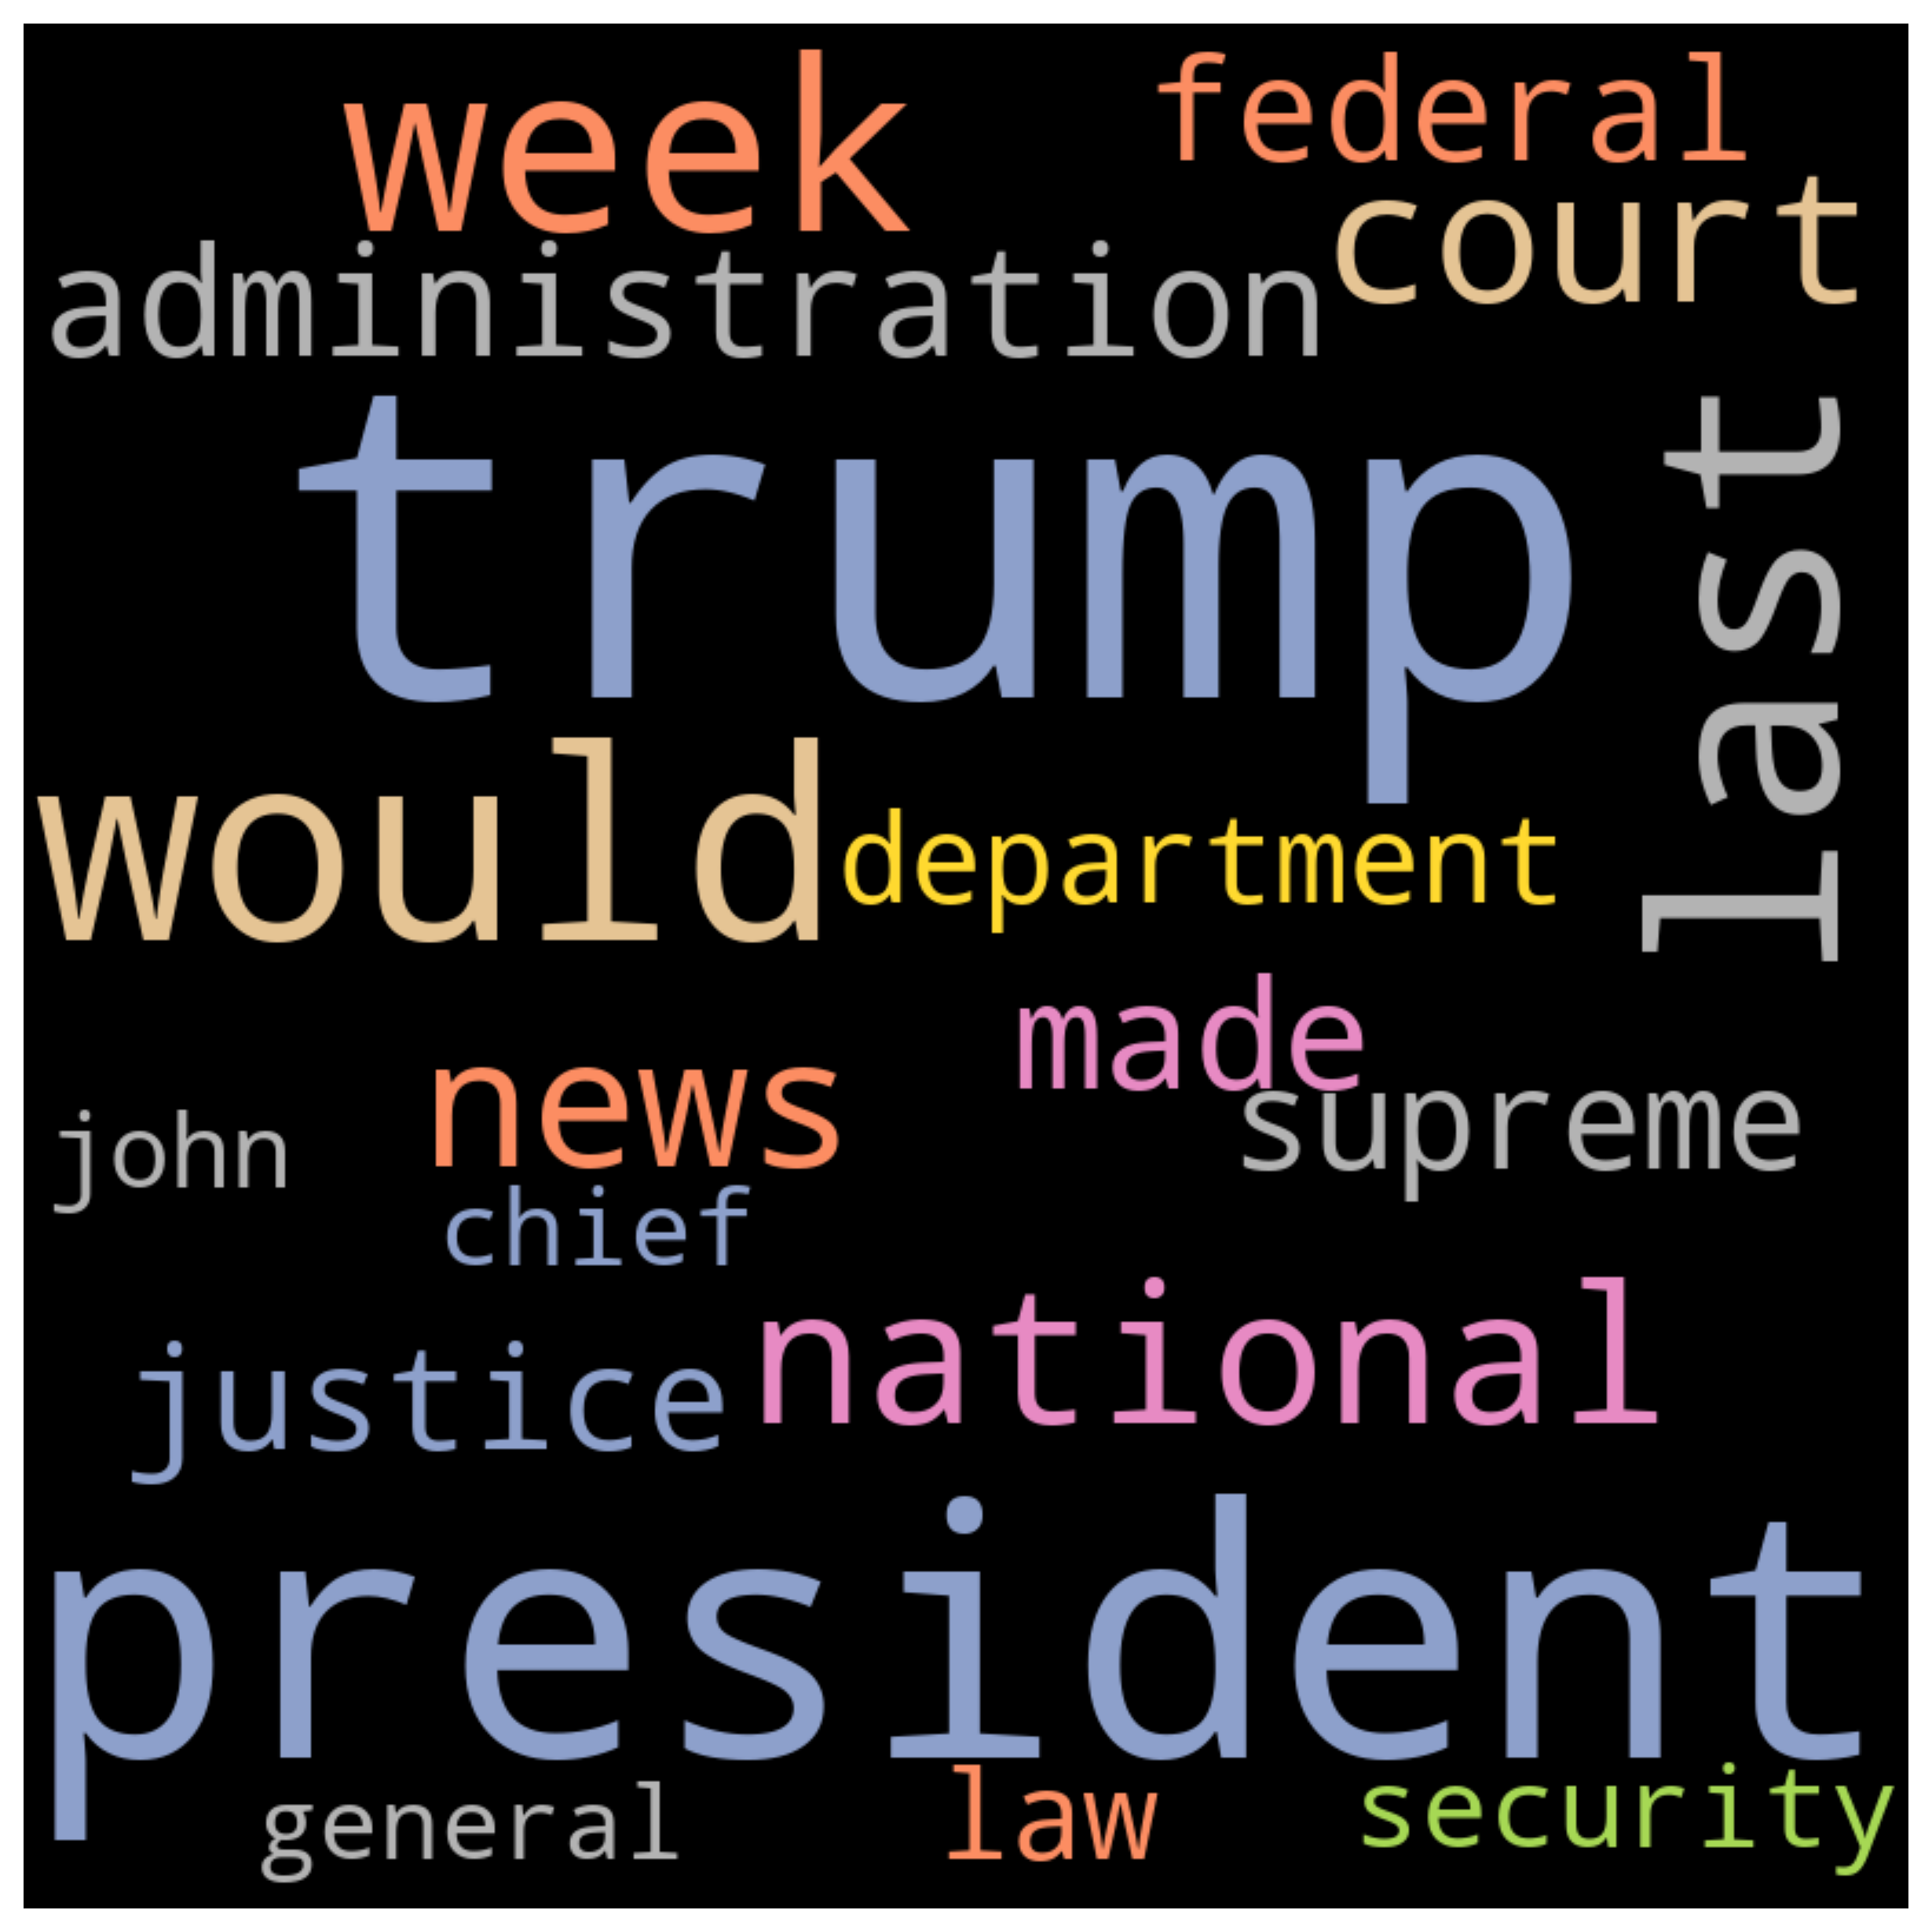 week
federal
court
administration
trump
last
would
department
made
news
supreme
john
chief
national
justice
president
general
law
security